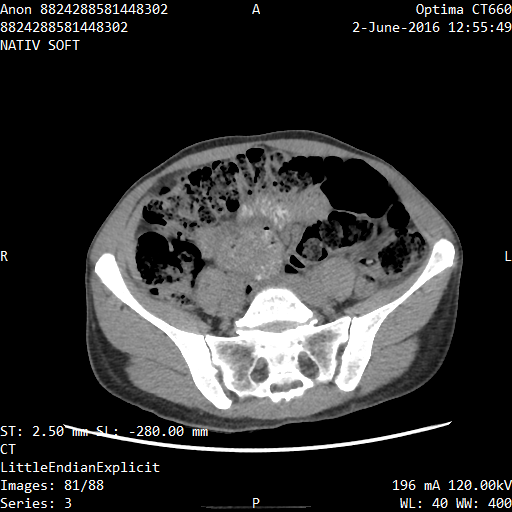 Anon 8824288581448302 A Optima CT660
8824288581448302 2-June-2016 12:55:49
NATIV SOFT
R L
ST: 2.50 mm SL: -280.00 mm
CT
LittleEndianExplicit
Images: 81/88 196 mA 120.00kV
Series: 3 P WL: 40 WW: 400